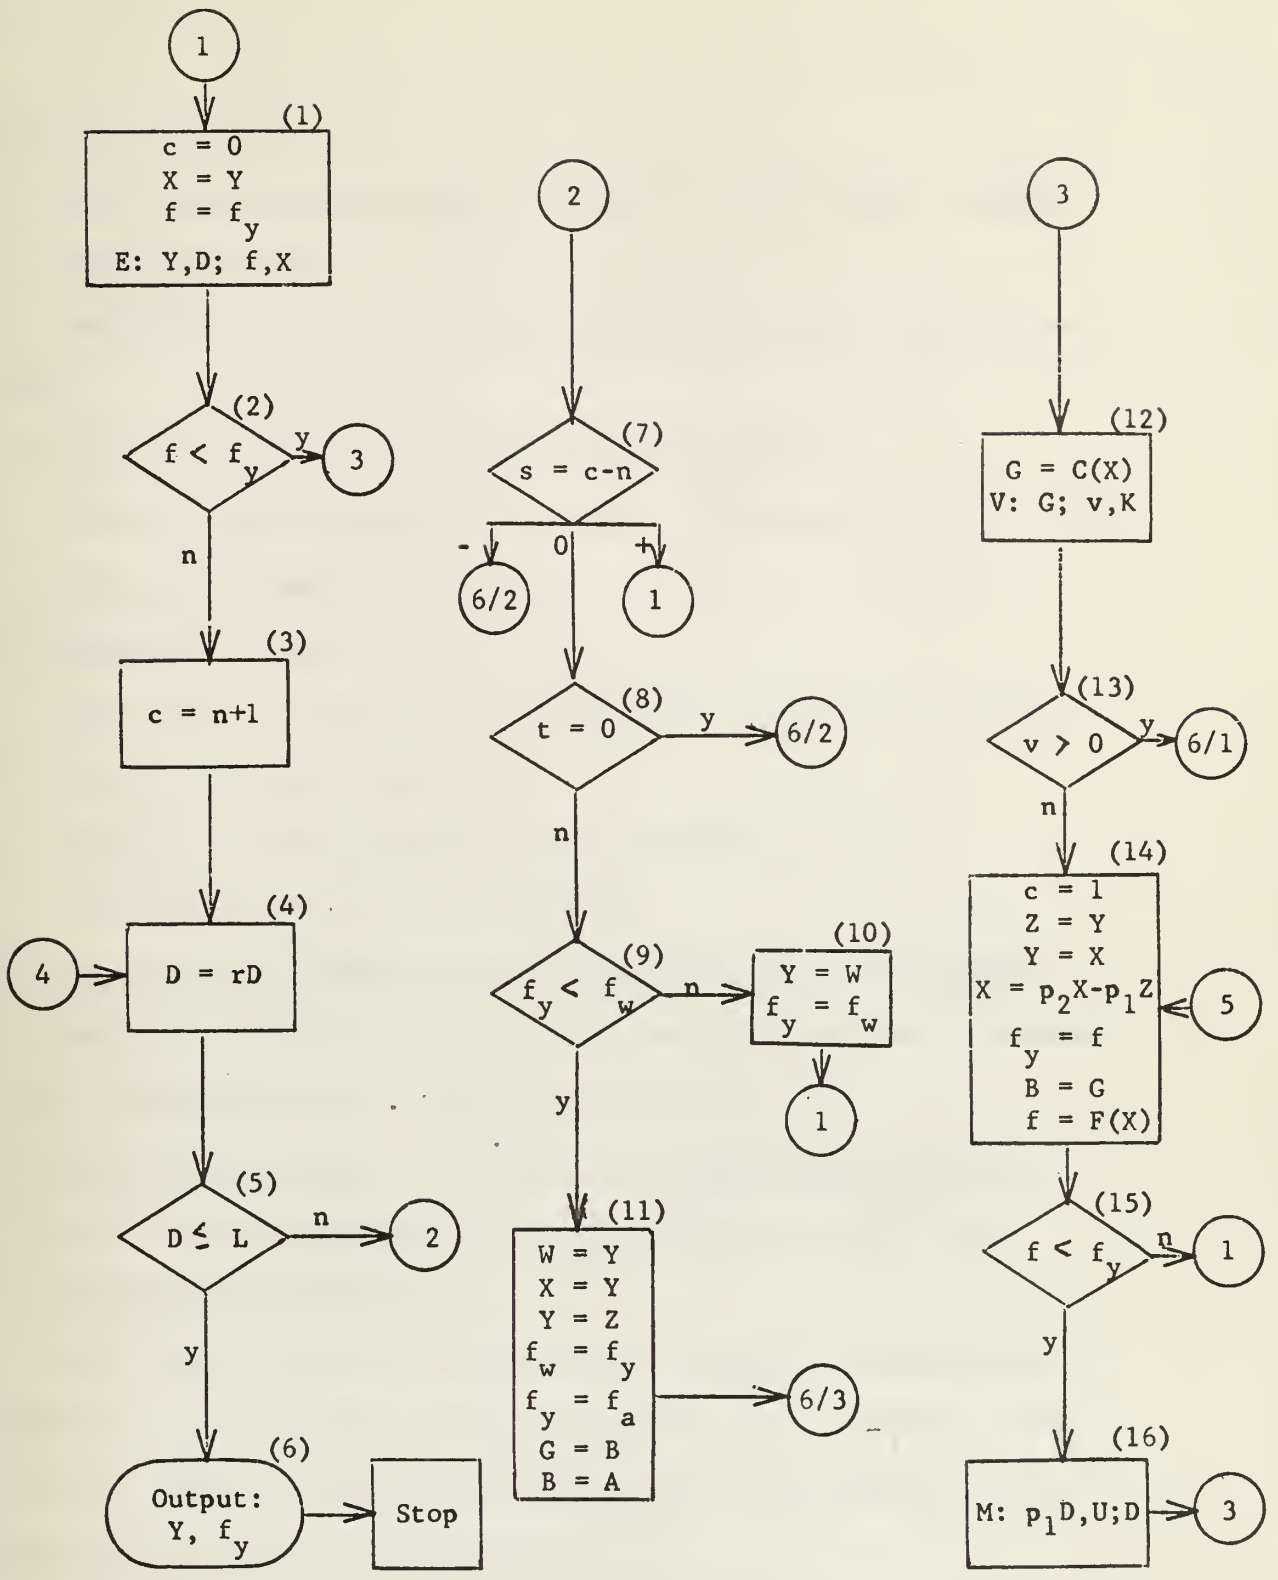 1
(1)
c = 0
X = Y
f = f_y
E: Y,D; f,X
(2)
f < f_y
y
3
n
(3)
c = n+1
(4)
4
D = rD
(5)
D ≤ L
n
2
y
(6)
Output:
Y, f_y
Stop
2
(7)
s = c-n
-
0
+
6/2
1
(8)
t = 0
y
6/2
n
(9)
f_y < f_w
n
(10)
Y = W
f_y = f_w
1
y
(11)
W = Y
X = Y
Y = Z
f_w = f_y
f_y = f_a
G = B
B = A
6/3
3
(12)
G = C(X)
V: G; v,K
(13)
v > 0
y
6/1
n
(14)
c = 1
Z = Y
Y = X
X = p_2X-p_1Z
f_y = f
B = G
f = F(X)
5
(15)
f < f_y
n
1
y
(16)
M: p_1D,U;D
3